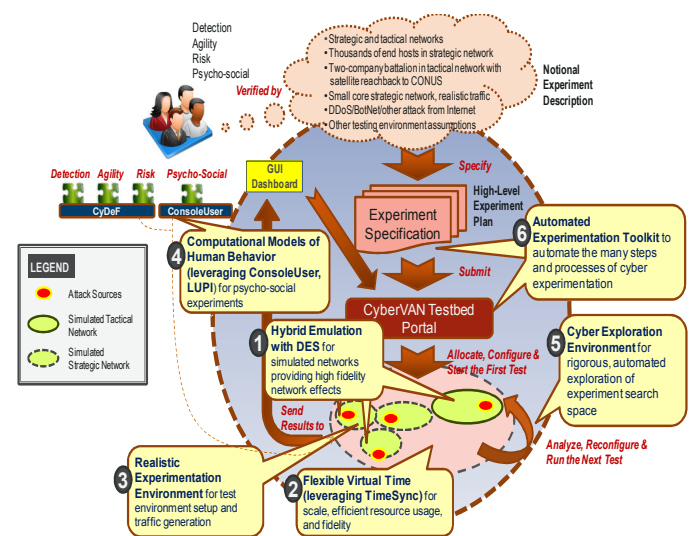 Detection
Agility
Risk
Psycho-social
Verified by
• Strategic and tactical networks
• Thousands of end hosts in strategic network
• Two-company battalion in tactical network with
satellite reachback to CONUS
• Small core strategic network, realistic traffic
• DDoS/BotNet/other attack from Internet
• Other testing environment assumptions
Notional
Experiment
Description
Specify
Detection Agility Risk Psycho-Social
CyDeF ConsoleUser
GUI
Dashboard
Experiment
Specification
High-Level
Experiment
Plan
Submit
6
Automated
Experimentation Toolkit to
automate the many steps
and processes of cyber
experimentation
4
Computational Models of
Human Behavior
(leveraging ConsoleUser,
LUPI) for psycho-social
experiments
CyberVAN Testbed
Portal
LEGEND
Attack Sources
Simulated Tactical
Network
Simulated
Strategic Network
1
Hybrid Emulation
with DES for
simulated networks
providing high fidelity
network effects
Allocate, Configure &
Start the First Test
5
Cyber Exploration
Environment for
rigorous, automated
exploration of
experiment search
space
Send
Results to
Analyze, Reconfigure &
Run the Next Test
3
Realistic
Experimentation
Environment for test
environment setup and
traffic generation
2
Flexible Virtual Time
(leveraging TimeSync) for
scale, efficient resource usage,
and fidelity